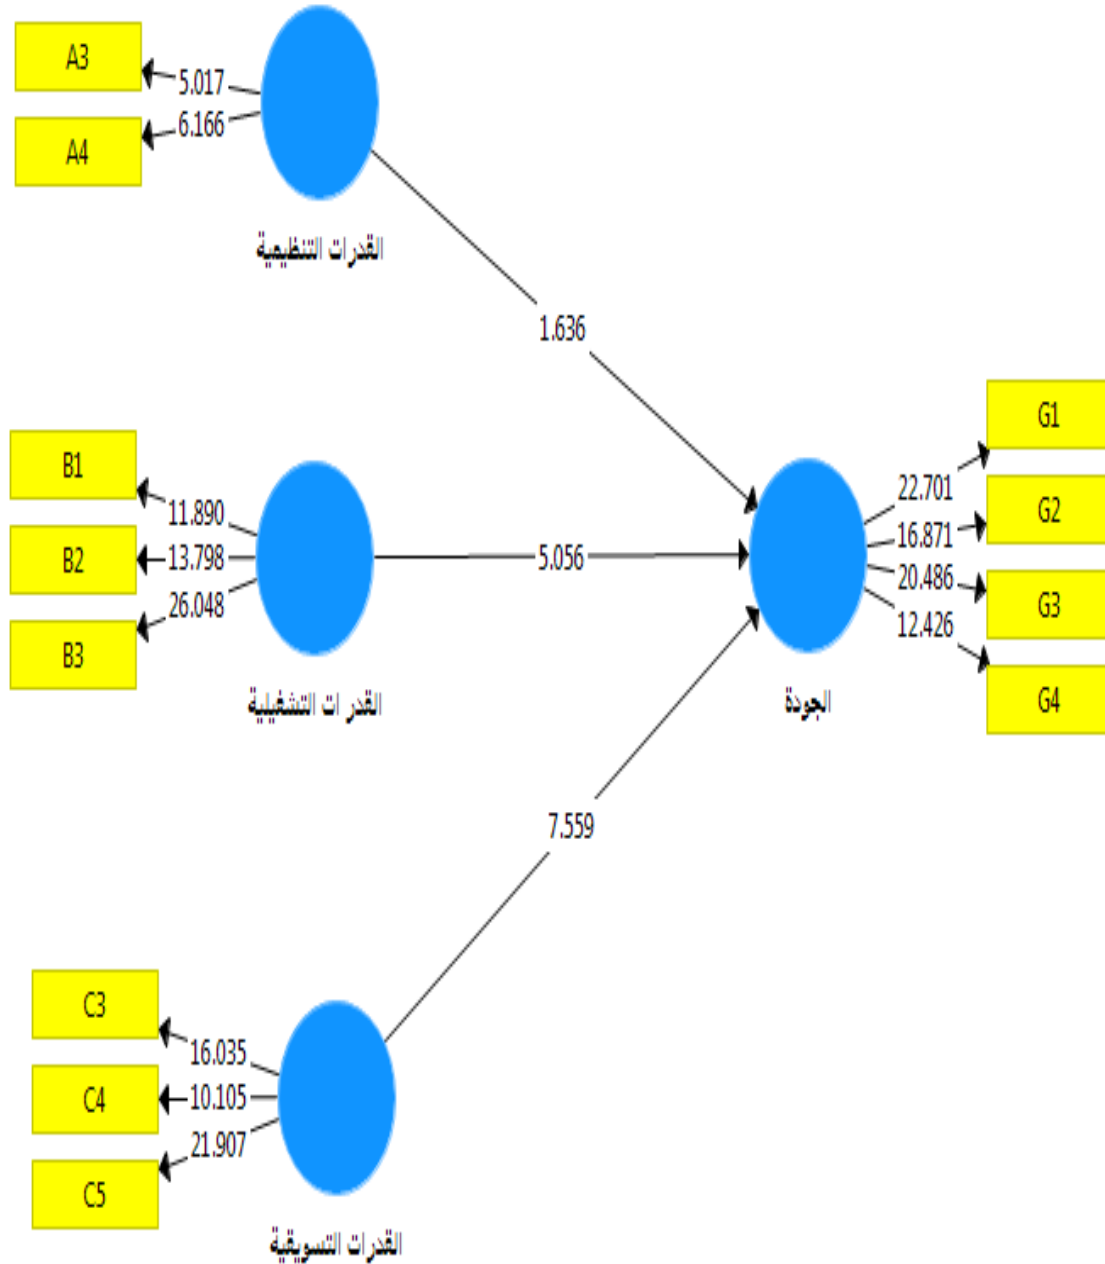 A3
5.017
6.166
A4
القدرات التنظيمية
1.636
B1
11.890
B2
13.798
26.048
B3
القدر ات التشغيلية
5.056
G1
22.701
G2
16.871
20.486
G3
12.426
G4
الجودة
7.559
C3
16.035
C4
10.105
21.907
C5
القدرات التسويقية